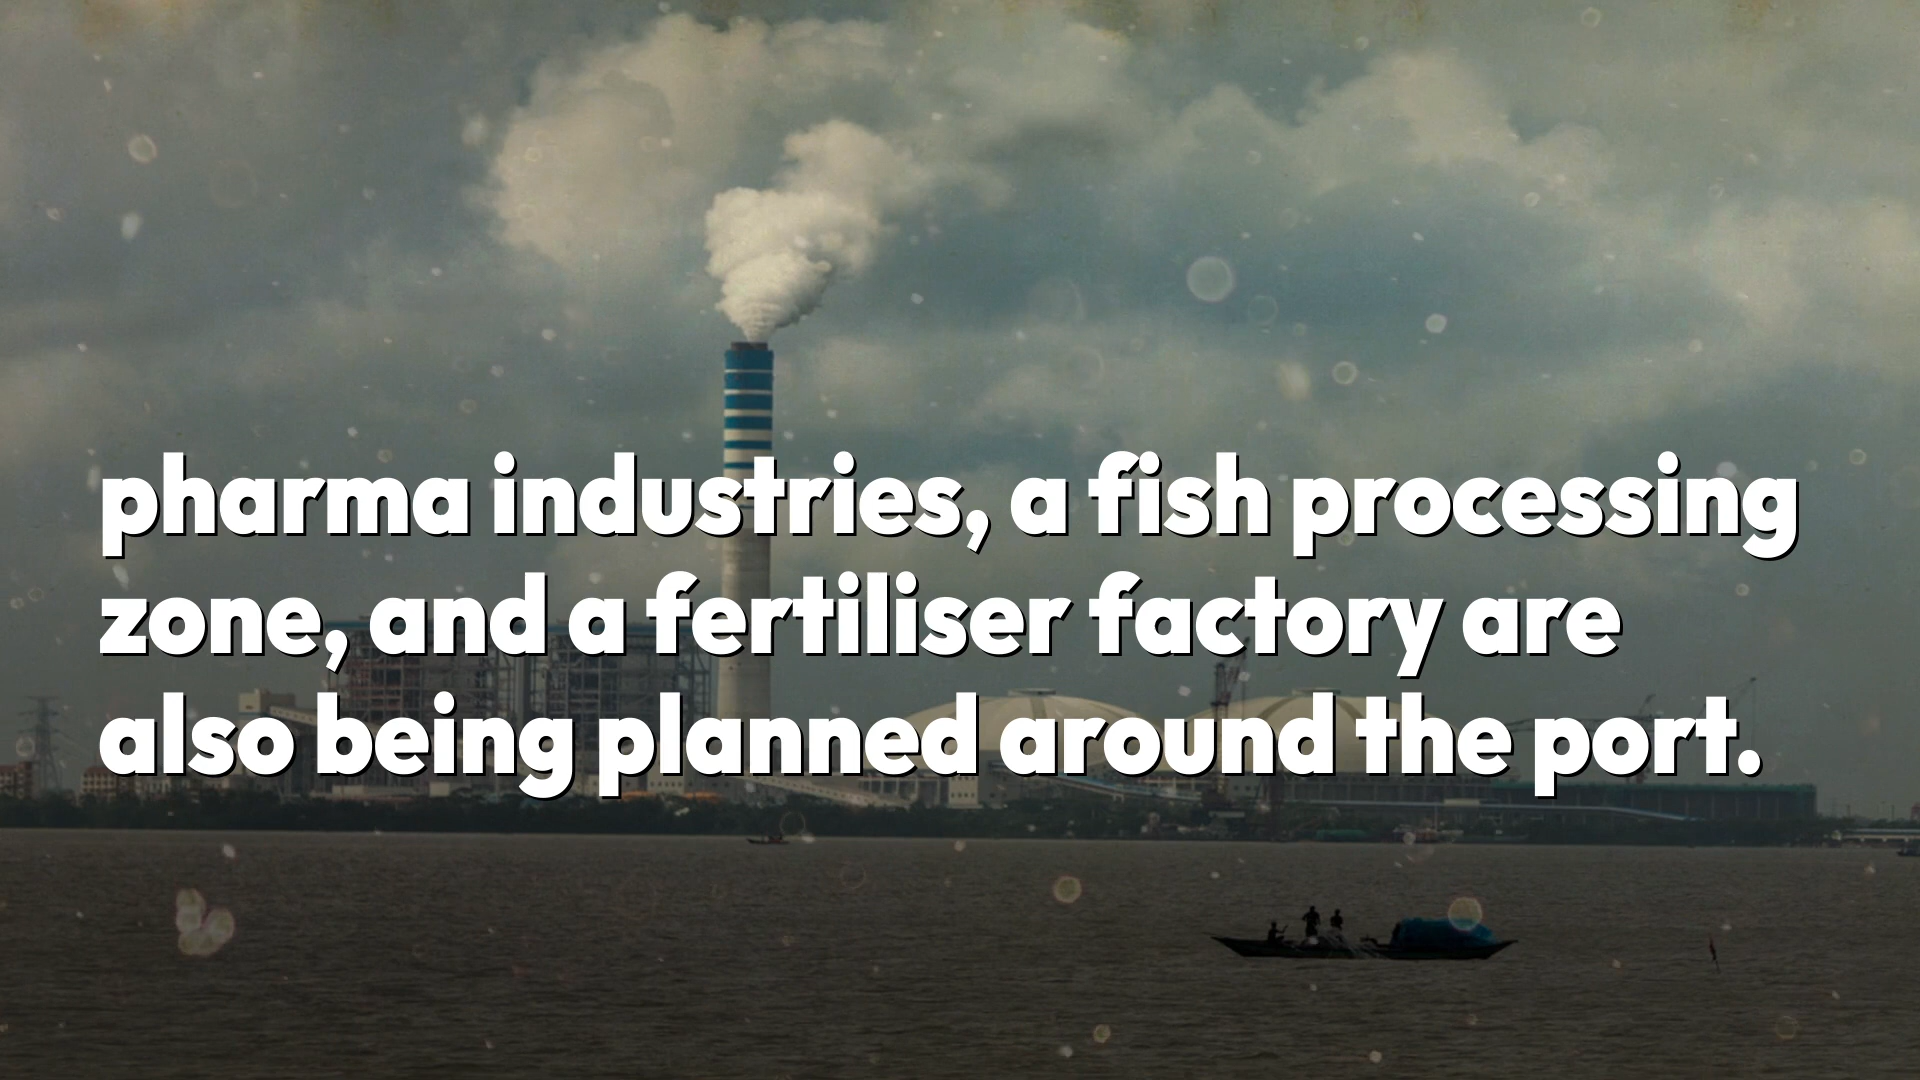 pharma industries, a fish processing
zone, and a fertiliser factory are
also being planned around the port.